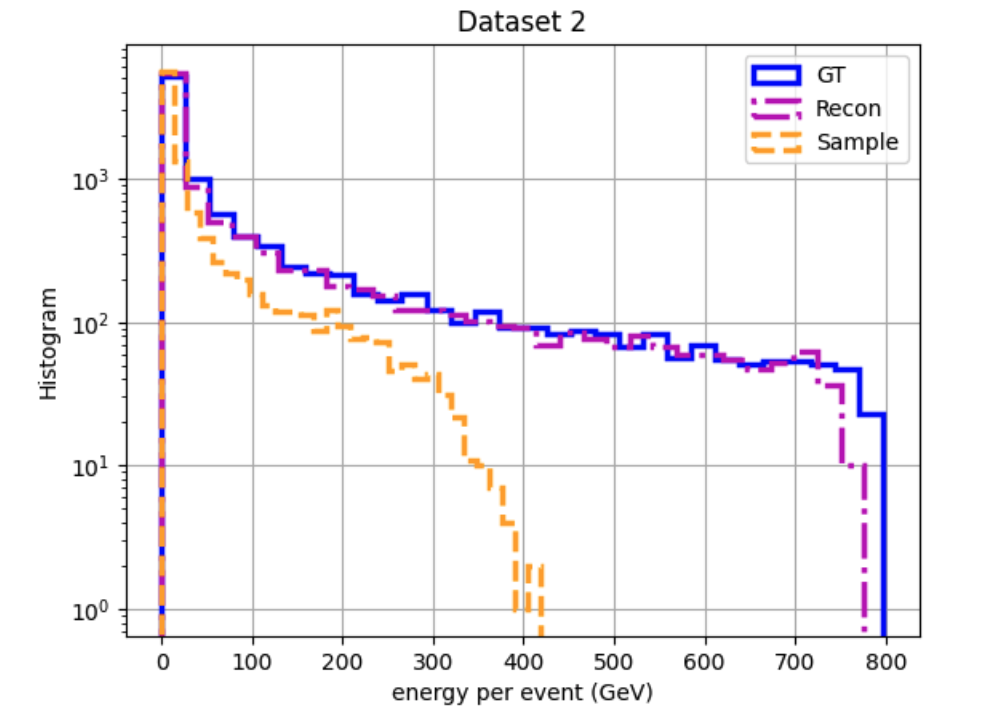 Dataset 2
GT
Recon
Sample
Histogram
10³
10²
10¹
10⁰
0 100 200 300 400 500 600 700 800
energy per event (GeV)